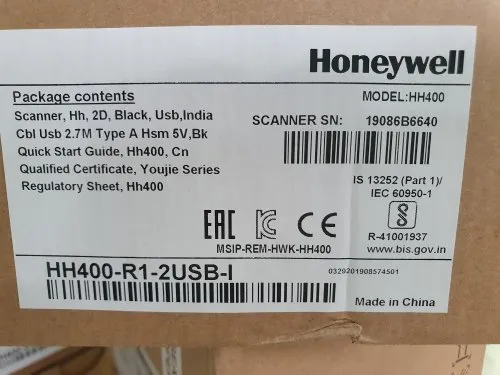 Honeywell
Package contents
MODEL:HH400
Scanner, Hh, 2D, Black, Usb,India
SCANNER SN: 19086B6640
Cbl Usb 2.7M Type A Hsm 5V,Bk
Quick Start Guide, Hh400, Cn
Qualified Certificate, Youjie Series
Regulatory Sheet, Hh400
IS 13252 (Part 1)/
IEC 60950-1
EAC
CE
MSIP-REM-HWK-HH400
R-41001937
www.bis.gov.in
HH400-R1-2USB-I
0329201908574501
Made in China